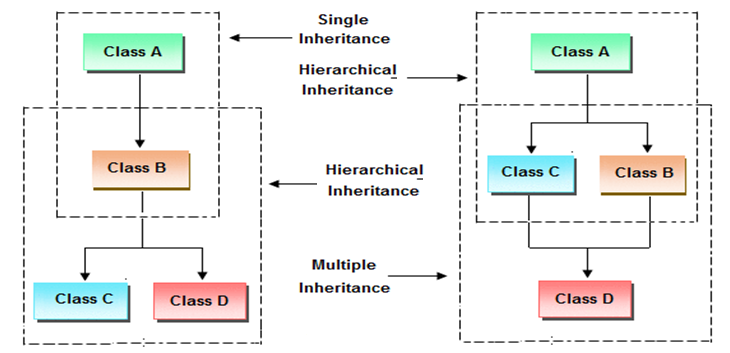 Class A
Class B
Class C
Class D
Single
Inheritance
Hierarchical
Inheritance
Hierarchical
Inheritance
Multiple
Inheritance
Class A
Class C
Class B
Class D